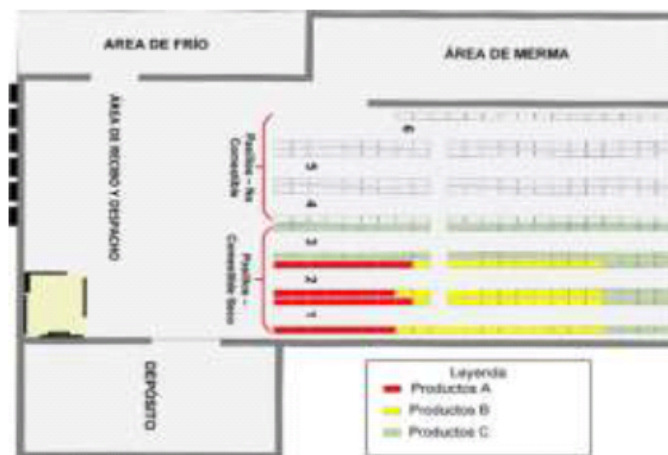 AREA DE FRÍO
ÁREA DE MERMA
AREA DE RECIBO Y DESPACHO
Pasillos - No
Comestible
6
5
4
Pasillos -
Comestible Seco
3
2
1
DEPÓSITO
Leyenda
Productos A
Productos B
Productos C